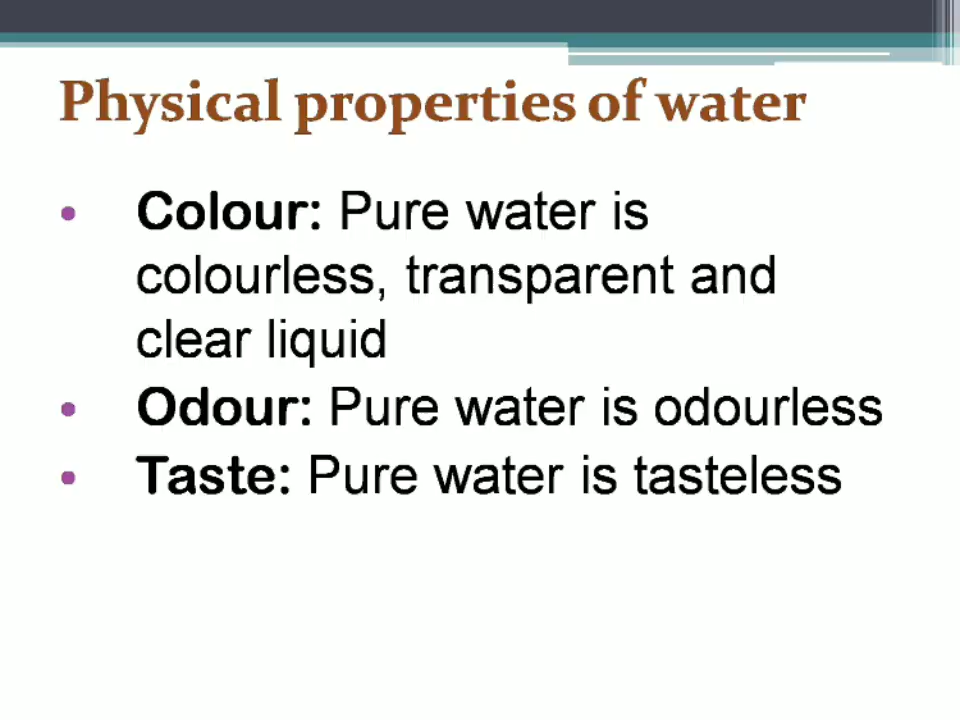 Physical properties of water
• Colour: Pure water is
colourless, transparent and
clear liquid
• Odour: Pure water is odourless
• Taste: Pure water is tasteless